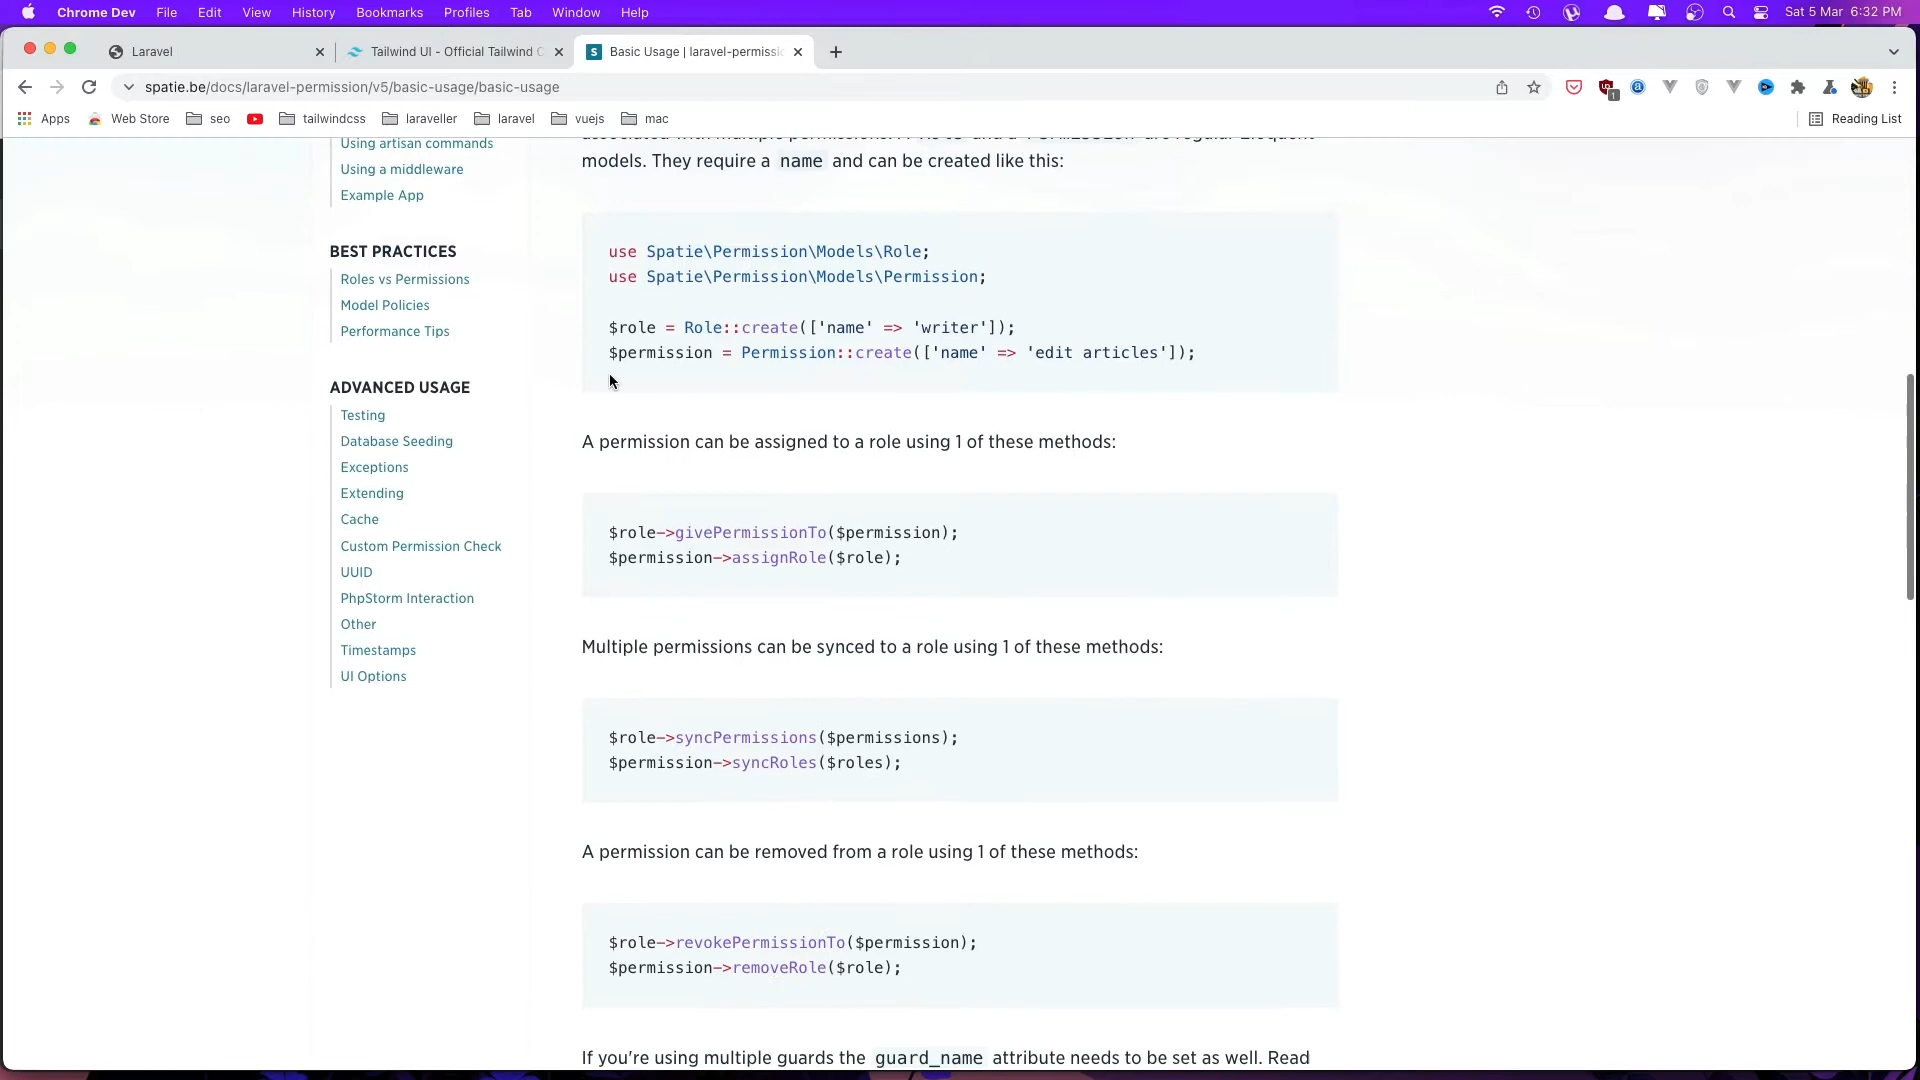 Chrome Dev File Edit View History Bookmarks Profiles Tab Window Help Sat 5 Mar 6:32 PM
Laravel
Tailwind UI - Official Tailwind C
S Basic Usage | laravel-permissi
spatie.be/docs/laravel-permission/v5/basic-usage/basic-usage
1
Apps Web Store seo tailwindcss laraveller laravel vuejs mac Reading List
Using artisan commands
Using a middleware
Example App
BEST PRACTICES
Roles vs Permissions
Model Policies
Performance Tips
ADVANCED USAGE
Testing
Database Seeding
Exceptions
Extending
Cache
Custom Permission Check
UUID
PhpStorm Interaction
Other
Timestamps
UI Options
models. They require a name and can be created like this:
use Spatie\Permission\Models\Role;
use Spatie\Permission\Models\Permission;
$role = Role::create(['name' => 'writer']);
$permission = Permission::create(['name' => 'edit articles']);
A permission can be assigned to a role using 1 of these methods:
$role->givePermissionTo($permission);
$permission->assignRole($role);
Multiple permissions can be synced to a role using 1 of these methods:
$role->syncPermissions($permissions);
$permission->syncRoles($roles);
A permission can be removed from a role using 1 of these methods:
$role->revokePermissionTo($permission);
$permission->removeRole($role);
If you're using multiple guards the guard_name attribute needs to be set as well. Read